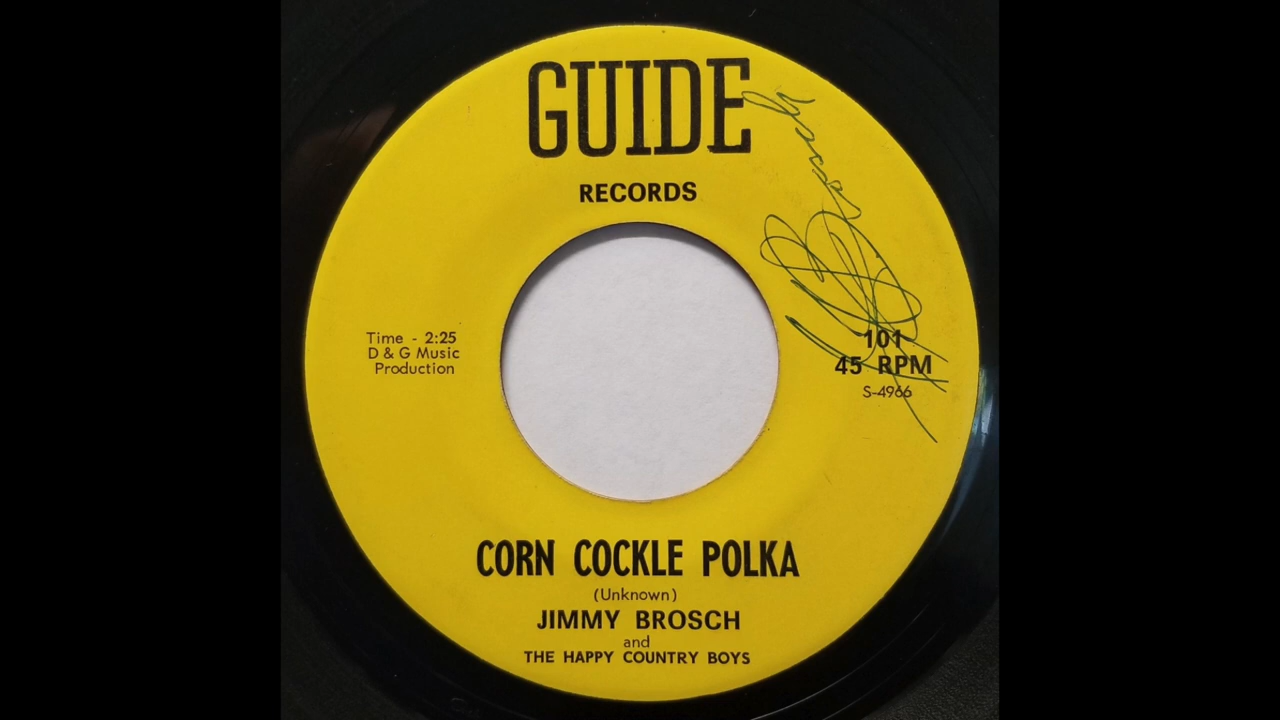 GUIDE
RECORDS
Time - 2:25
D & G Music
Production
101
45 RPM
S-4966
Brosch
CORN COCKLE POLKA
(Unknown)
JIMMY BROSCH
and
THE HAPPY COUNTRY BOYS